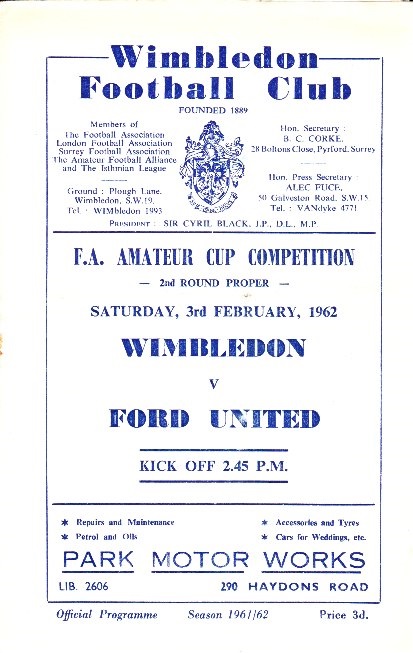 Wimbledon
Football Club
FOUNDED 1889
Members of
The Football Association
London Football Association
Surrey Football Association
The Amateur Football Alliance
and The Isthmian League
Ground : Plough Lane,
Wimbledon, S.W.19.
Tel. : WIMbledon 1993
Hon. Secretary :
B. C. CORKE,
28 Boltons Close, Pyrford, Surrey
Hon. Press Secretary :
ALEC FUCE,
50 Galveston Road, S.W.15
Tel. : VANdyke 4771
PRESIDENT : SIR CYRIL BLACK, J.P., D.L., M.P.
F.A. AMATEUR CUP COMPETITION
— 2nd ROUND PROPER —
SATURDAY, 3rd FEBRUARY, 1962
WIMBLEDON
V
FORD UNITED
KICK OFF 2.45 P.M.
* Repairs and Maintenance
* Petrol and Oils
* Accessories and Tyres
* Cars for Weddings, etc.
PARK MOTOR WORKS
LIB. 2606 290 HAYDONS ROAD
Official Programme Season 1961/62 Price 3d.